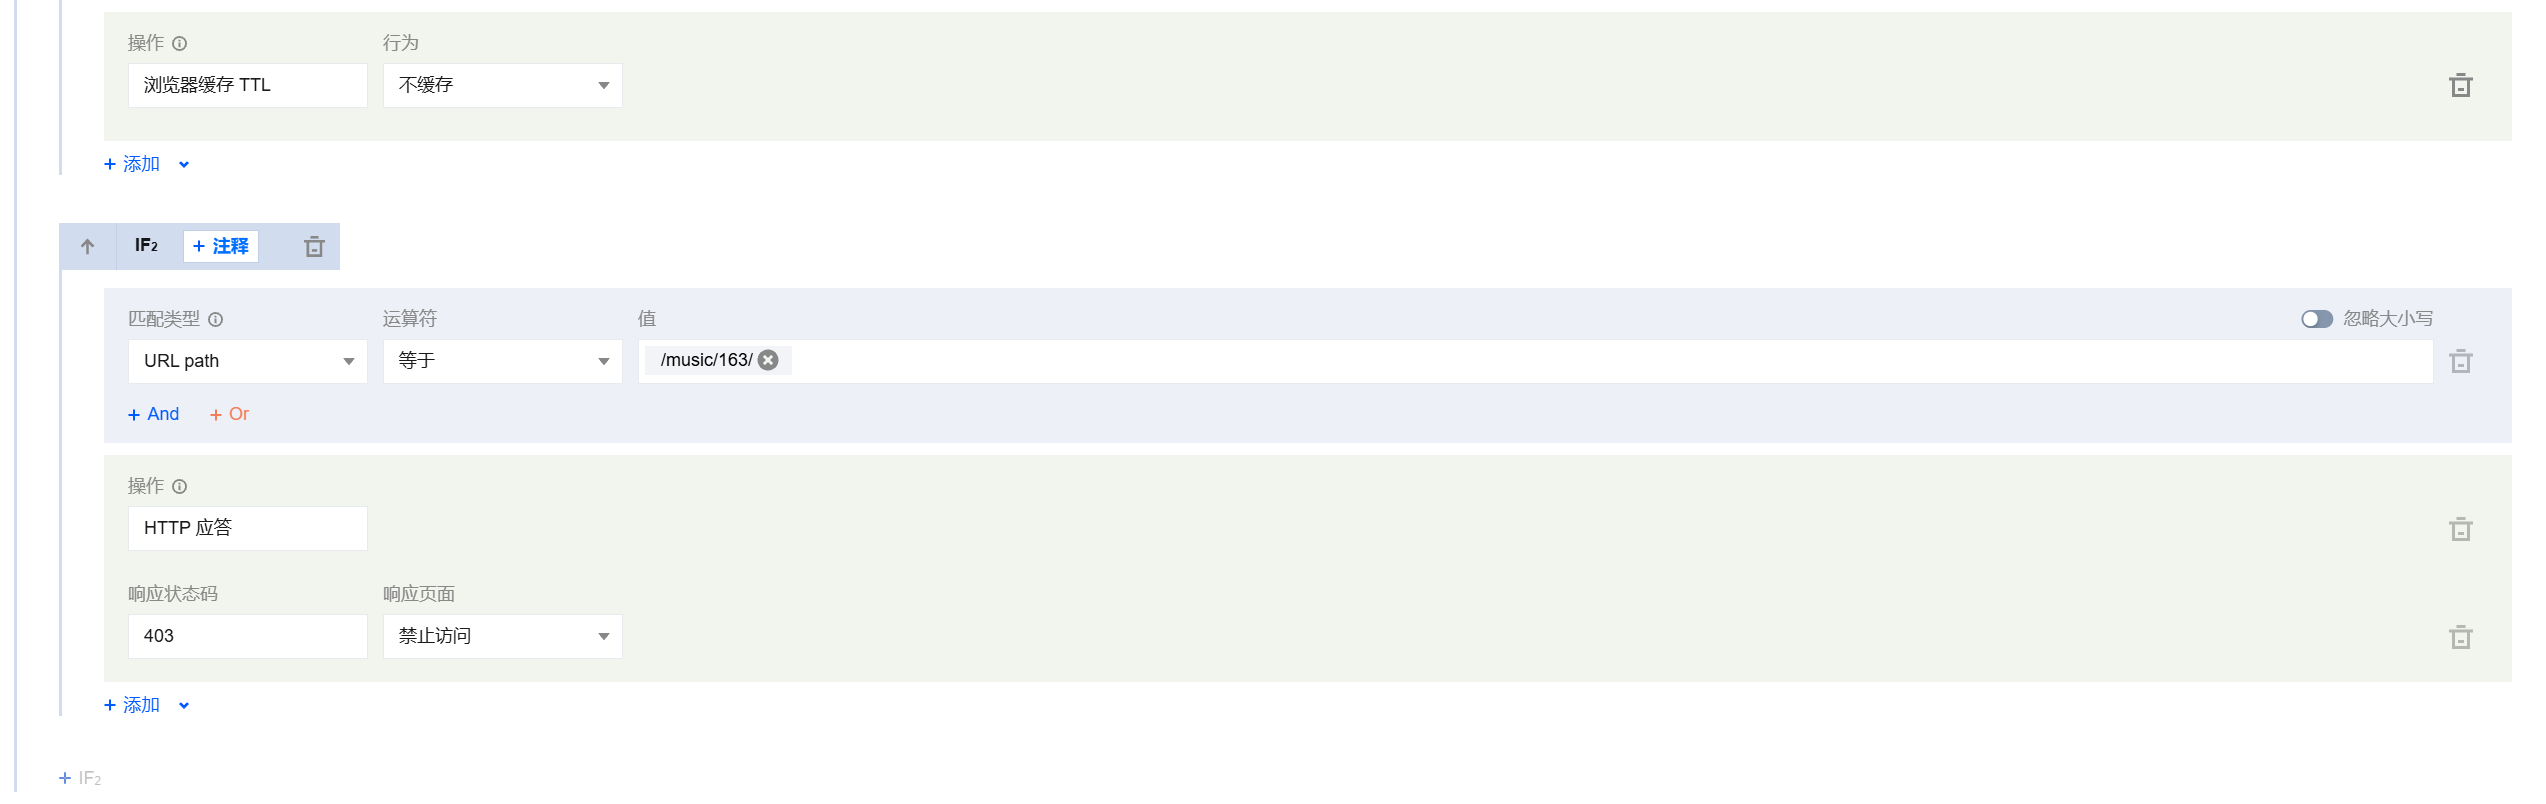 操作 行为
浏览器缓存 TTL 不缓存
+ 添加
IF2 + 注释
匹配类型 运算符 值 忽略大小写
URL path 等于 /music/163/
+ And + Or
操作
HTTP 应答
响应状态码 响应页面
403 禁止访问
+ 添加
+ IF2